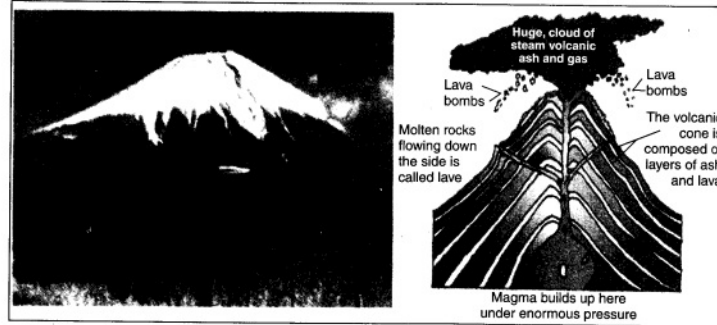 Huge, cloud of
steam volcanic
ash and gas
Lava
bombs
Lava
bombs
Molten rocks
flowing down
the side is
called lave
The volcanic
cone is
composed of
layers of ash
and lava
Magma builds up here
under enormous pressure